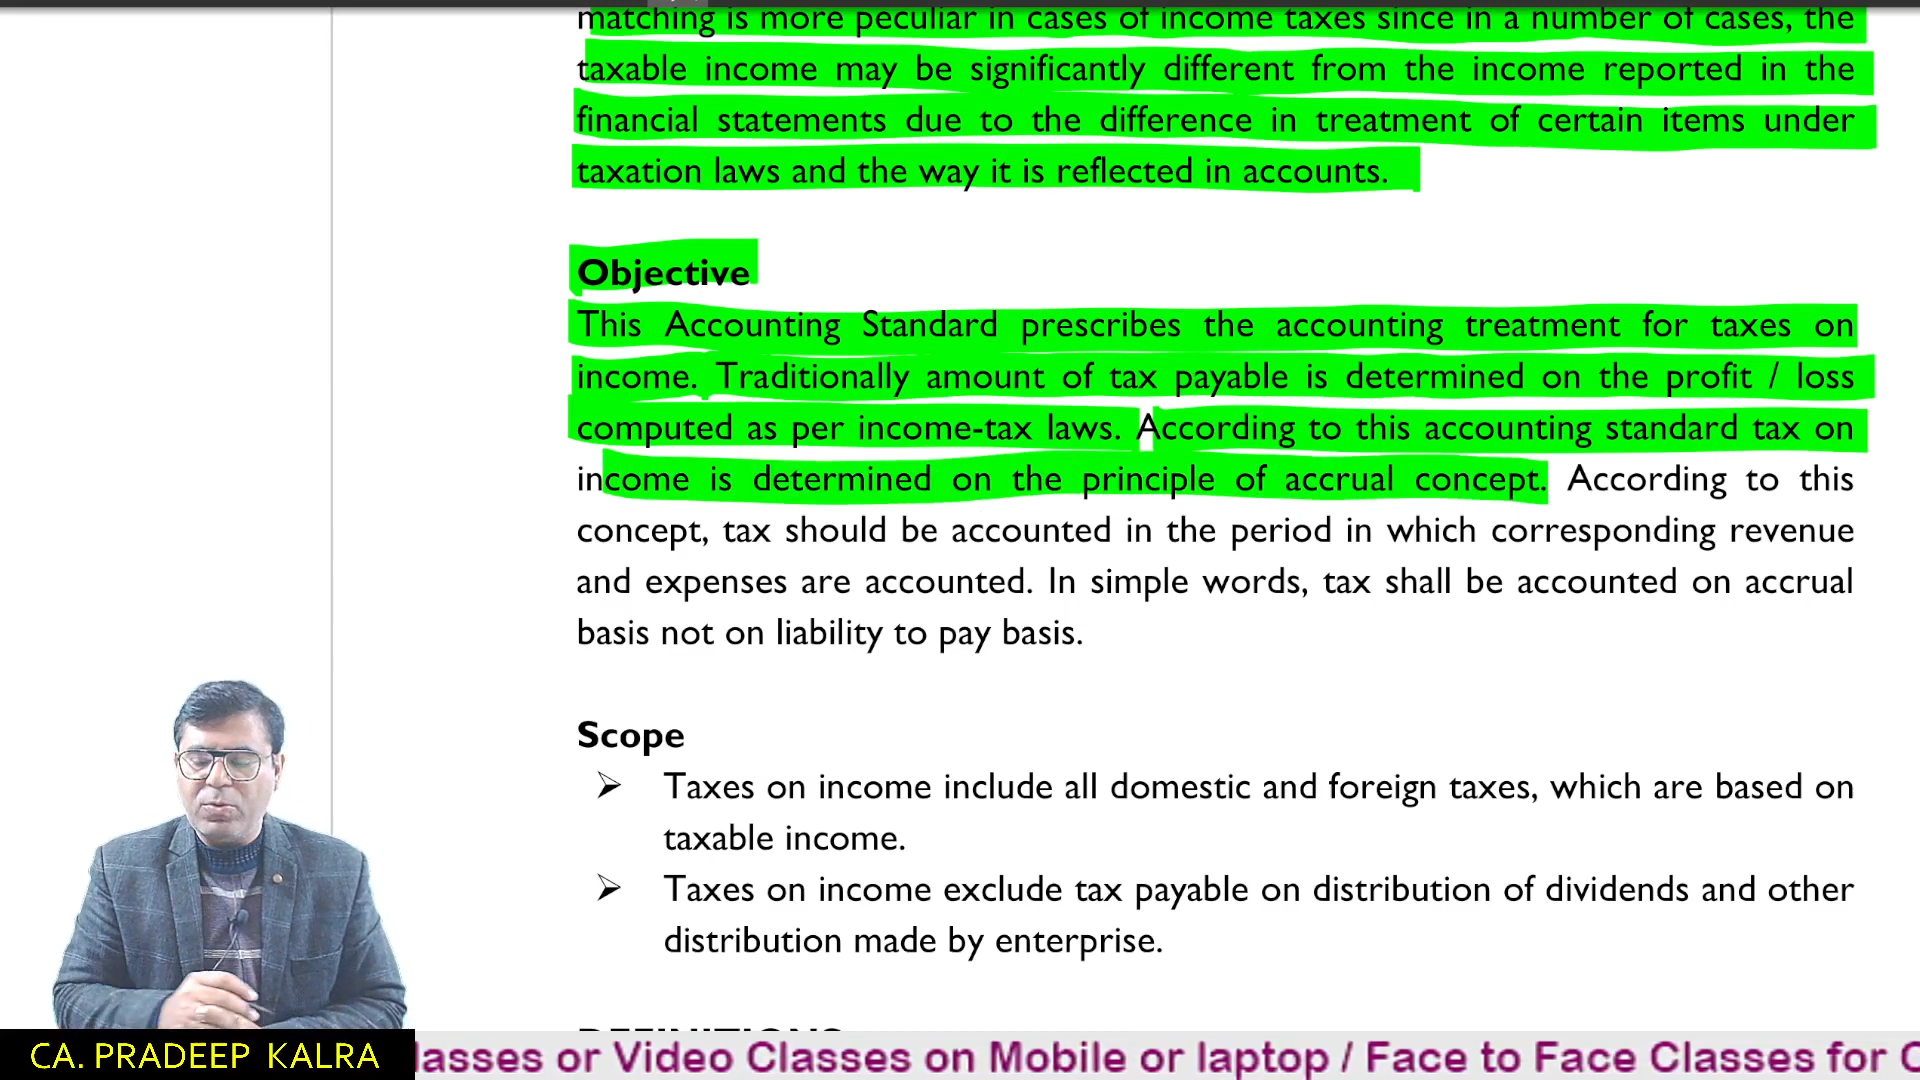 matching is more peculiar in cases of income taxes since in a number of cases, the
taxable income may be significantly different from the income reported in the
financial statements due to the difference in treatment of certain items under
taxation laws and the way it is reflected in accounts.
Objective
This Accounting Standard prescribes the accounting treatment for taxes on
income. Traditionally amount of tax payable is determined on the profit / loss
computed as per income-tax laws. According to this accounting standard tax on
income is determined on the principle of accrual concept. According to this
concept, tax should be accounted in the period in which corresponding revenue
and expenses are accounted. In simple words, tax shall be accounted on accrual
basis not on liability to pay basis.
Scope
➢ Taxes on income include all domestic and foreign taxes, which are based on
taxable income.
➢ Taxes on income exclude tax payable on distribution of dividends and other
distribution made by enterprise.
DEFINITIONS
CA. PRADEEP KALRA
lasses or Video Classes on Mobile or laptop / Face to Face Classes for C